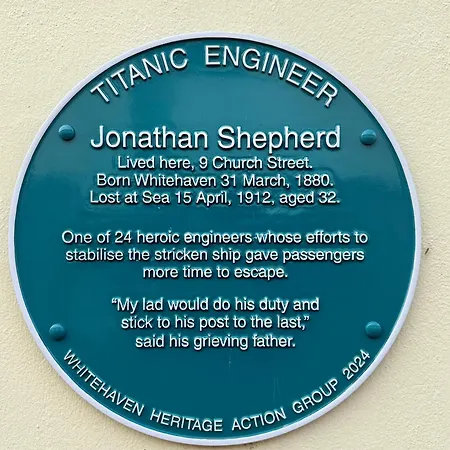 TITANIC ENGINEER
Jonathan Shepherd
Lived here, 9 Church Street.
Born Whitehaven 31 March, 1880.
Lost at Sea 15 April, 1912, aged 32.
One of 24 heroic engineers whose efforts to
stabilise the stricken ship gave passengers
more time to escape.
“My lad would do his duty and
stick to his post to the last,”
said his grieving father.
WHITEHAVEN HERITAGE ACTION GROUP 2024